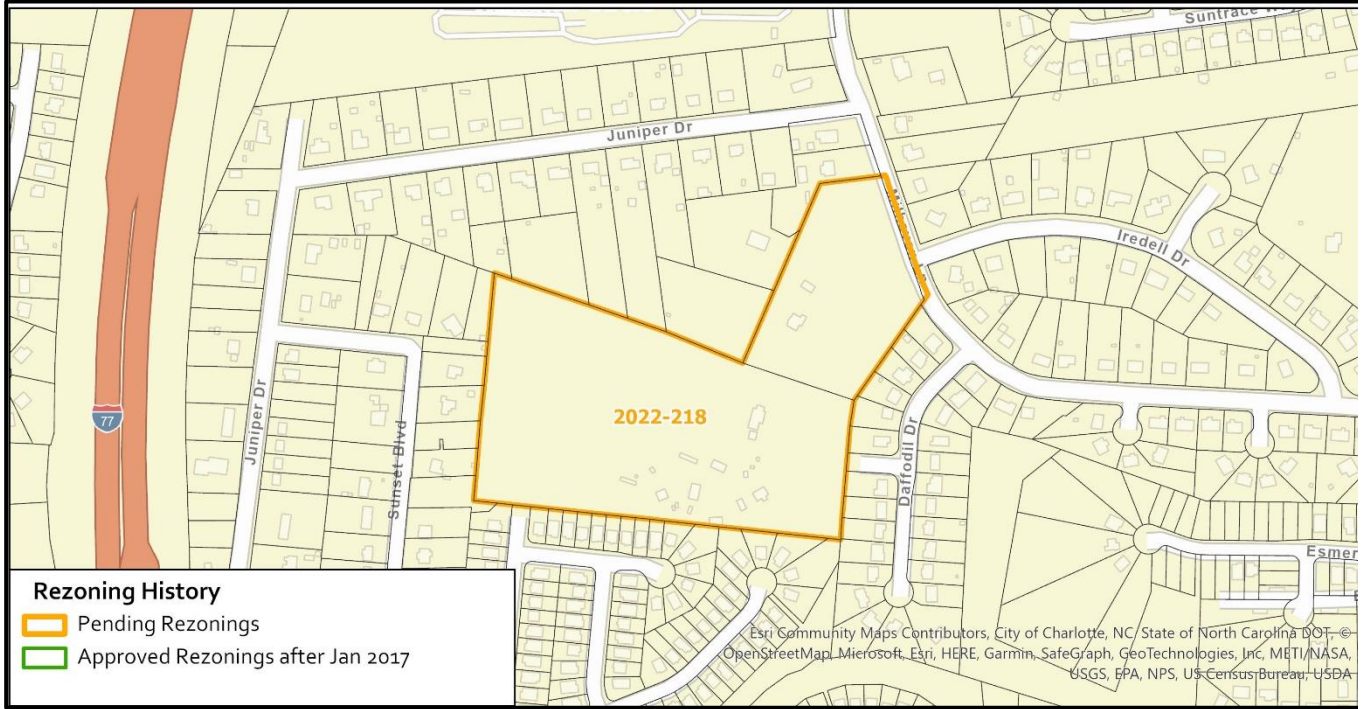 Suntrace
Juniper Dr
Iredell Dr
77
2022-218
Juniper Dr
Sunset Blvd
Daffodil Dr
Rezoning History
Pending Rezonings
Approved Rezonings after Jan 2017
Esri Community Maps Contributors, City of Charlotte, NC, State of North Carolina DOT, ©
OpenStreetMap, Microsoft, Esri, HERE, Garmin, SafeGraph, GeoTechnologies, Inc, METI/NASA,
USGS, EPA, NPS, US Census Bureau, USDA